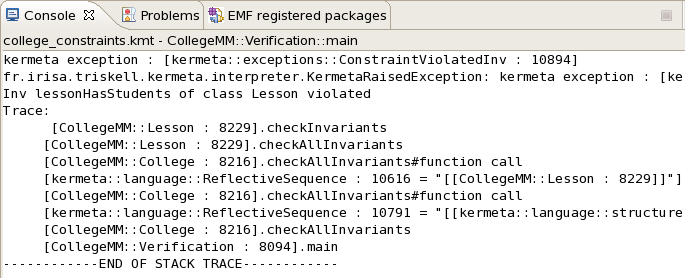 Console Problems EMF registered packages
college_constraints.kmt - CollegeMM::Verification::main
kermeta exception : [kermeta::exceptions::ConstraintViolatedInv : 10894]
fr.irisa.triskell.kermeta.interpreter.KermetaRaisedException: kermeta exception : [ke
Inv lessonHasStudents of class Lesson violated
Trace:
[CollegeMM::Lesson : 8229].checkInvariants
[CollegeMM::Lesson : 8229].checkAllInvariants
[CollegeMM::College : 8216].checkAllInvariants#function call
[kermeta::language::ReflectiveSequence : 10616 = "[[CollegeMM::Lesson : 8229]]"]
[CollegeMM::College : 8216].checkAllInvariants#function call
[kermeta::language::ReflectiveSequence : 10791 = "[[kermeta::language::structure
[CollegeMM::College : 8216].checkAllInvariants
[CollegeMM::Verification : 8094].main
------------END OF STACK TRACE------------